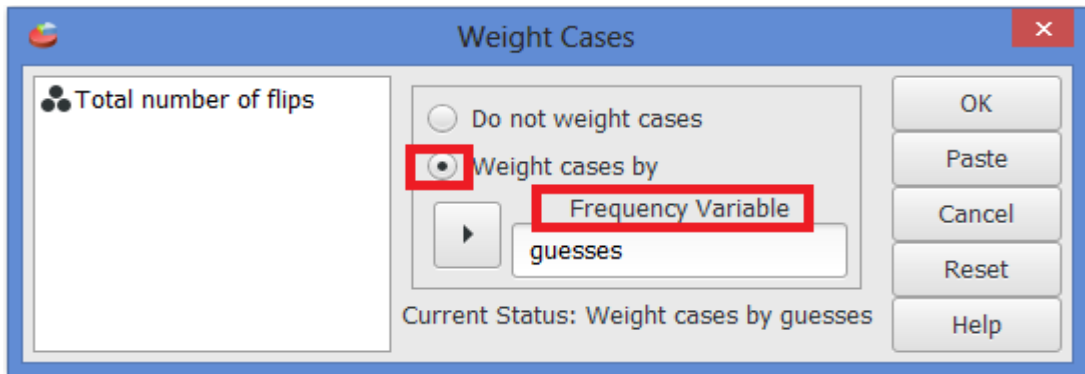 Weight Cases
Total number of flips
Do not weight cases
Weight cases by
Frequency Variable
guesses
Current Status: Weight cases by guesses
OK
Paste
Cancel
Reset
Help